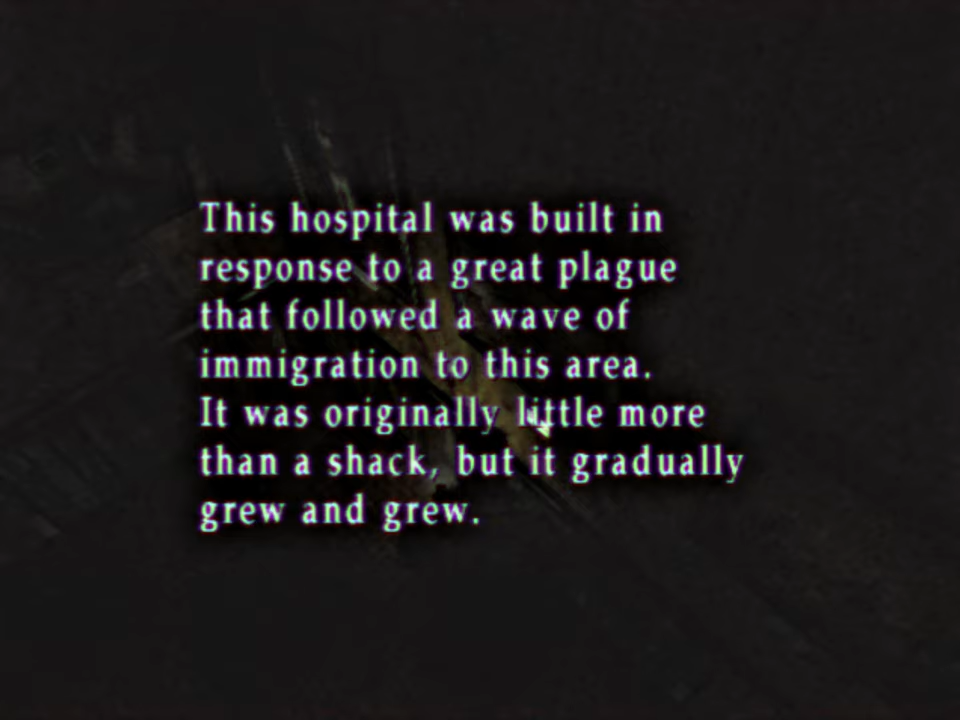 This hospital was built in
response to a great plague
that followed a wave of
immigration to this area.
It was originally little more
than a shack, but it gradually
grew and grew.